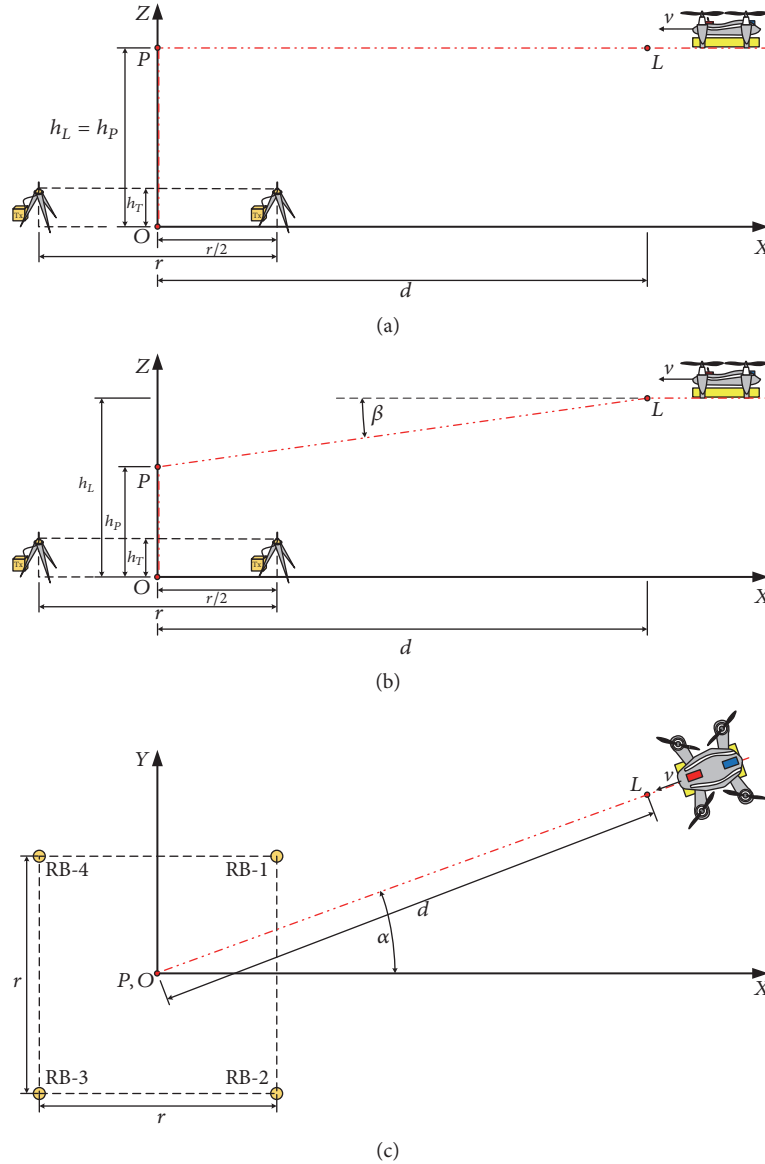 Z
v
P
L
h_L = h_P
h_T
Tx
Tx
O
r/2
X
r
d
(a)
Z
v
β
L
P
h_L
h_P
h_T
Tx
Tx
O
r/2
X
r
d
(b)
Y
L
v
RB-4
RB-1
d
α
r
P, O
X
RB-3
RB-2
r
(c)